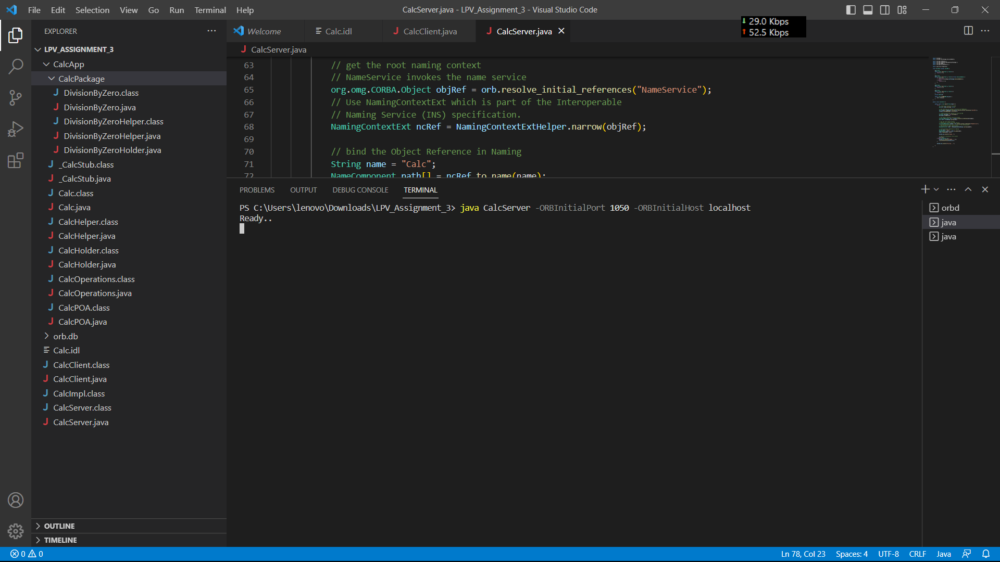 File Edit Selection View Go Run Terminal Help
CalcServer.java - LPV_Assignment_3 - Visual Studio Code
↓ 29.0 Kbps
↑ 52.5 Kbps
EXPLORER
LPV_ASSIGNMENT_3
CalcApp
CalcPackage
J DivisionByZero.class
J DivisionByZero.java
J DivisionByZeroHelper.class
J DivisionByZeroHelper.java
J DivisionByZeroHolder.java
J _CalcStub.class
J _CalcStub.java
J Calc.class
J Calc.java
J CalcHelper.class
J CalcHelper.java
J CalcHolder.class
J CalcHolder.java
J CalcOperations.class
J CalcOperations.java
J CalcPOA.class
J CalcPOA.java
orb.db
Calc.idl
J CalcClient.class
J CalcClient.java
J CalcImpl.class
J CalcServer.class
J CalcServer.java
OUTLINE
TIMELINE
Welcome Calc.idl J CalcClient.java J CalcServer.java
J CalcServer.java
63 // get the root naming context
64 // NameService invokes the name service
65 org.omg.CORBA.Object objRef = orb.resolve_initial_references("NameService");
66 // Use NamingContextExt which is part of the Interoperable
67 // Naming Service (INS) specification.
68 NamingContextExt ncRef = NamingContextExtHelper.narrow(objRef);
69
70 // bind the Object Reference in Naming
71 String name = "Calc";
72 NameComponent path[] = ncRef.to_name(name);
PROBLEMS OUTPUT DEBUG CONSOLE TERMINAL
PS C:\Users\lenovo\Downloads\LPV_Assignment_3> java CalcServer -ORBInitialPort 1050 -ORBInitialHost localhost
Ready..
orbd
java
java
0 0
Ln 78, Col 23 Spaces: 4 UTF-8 CRLF Java